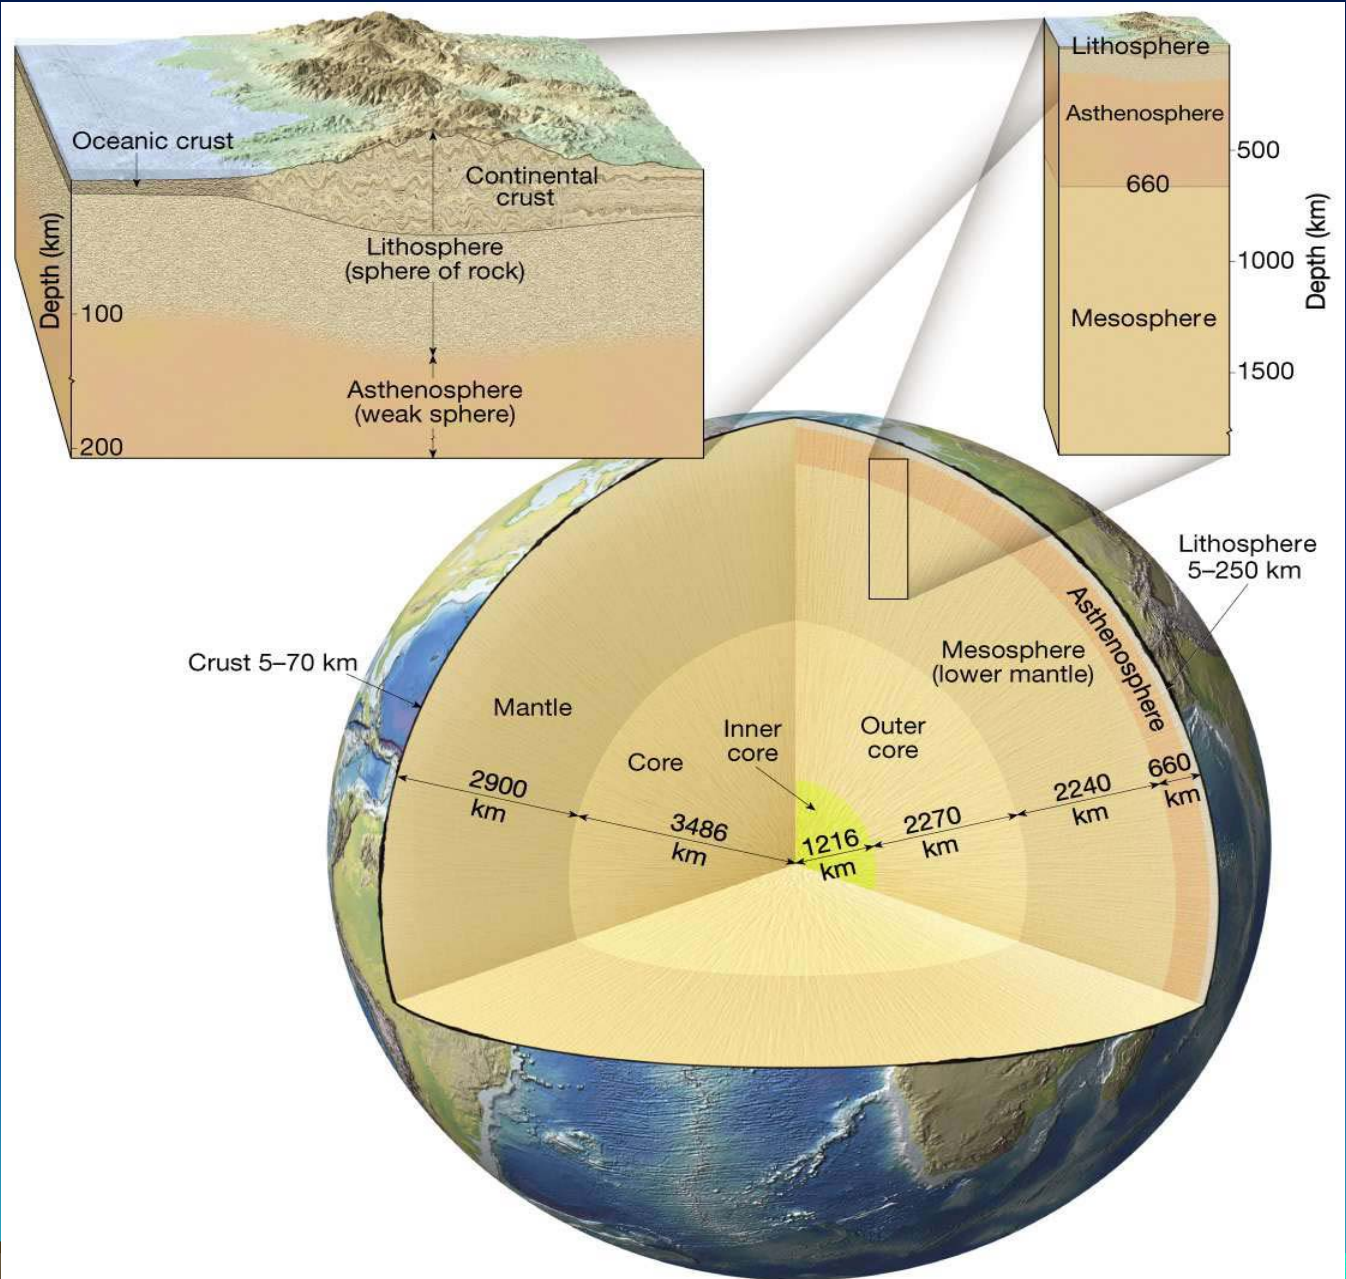 Oceanic crust
Continental
crust
Lithosphere
(sphere of rock)
Depth (km)
100
Asthenosphere
(weak sphere)
200
Lithosphere
Asthenosphere
500
660
1000
Depth (km)
Mesosphere
1500
Lithosphere
5–250 km
Asthenosphere
Mesosphere
(lower mantle)
Crust 5–70 km
Mantle
Inner
core
Outer
core
Core
2900
km
3486
km
1216
km
2270
km
2240
km
660
km